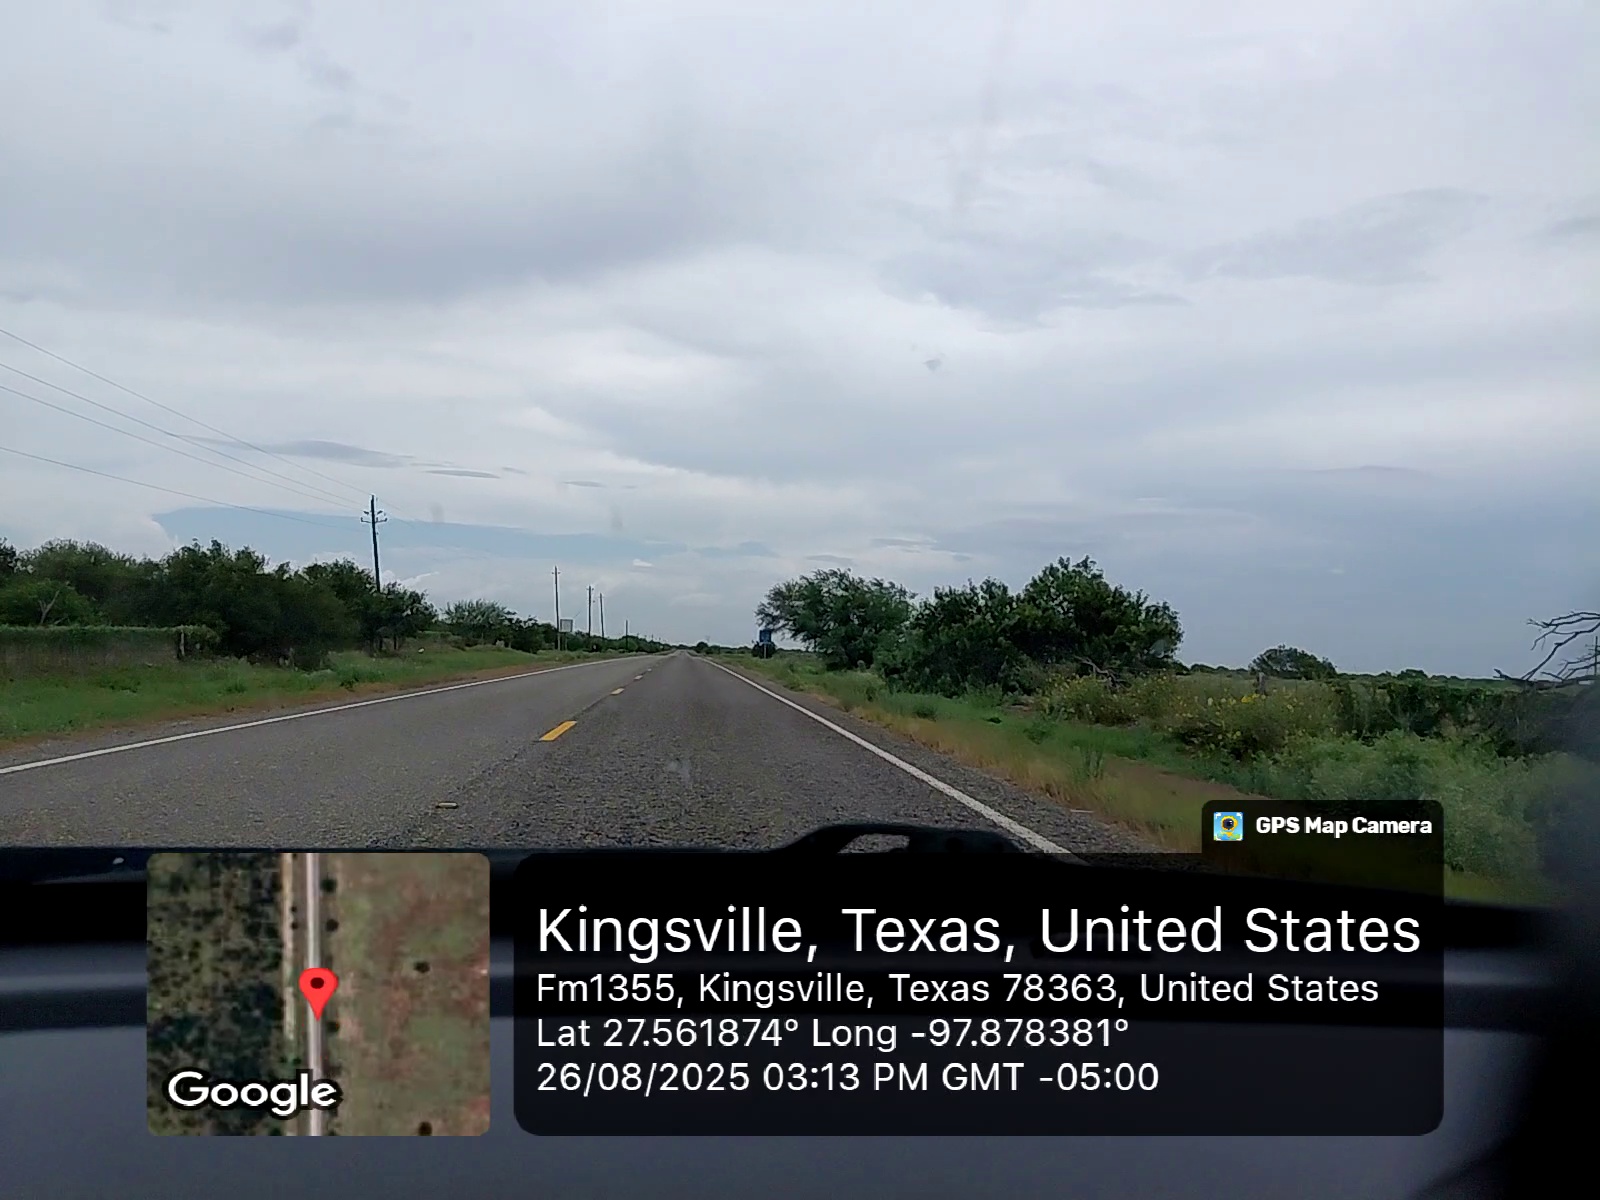 GPS Map Camera
Kingsville, Texas, United States
Fm1355, Kingsville, Texas 78363, United States
Lat 27.561874° Long -97.878381°
26/08/2025 03:13 PM GMT -05:00
Google